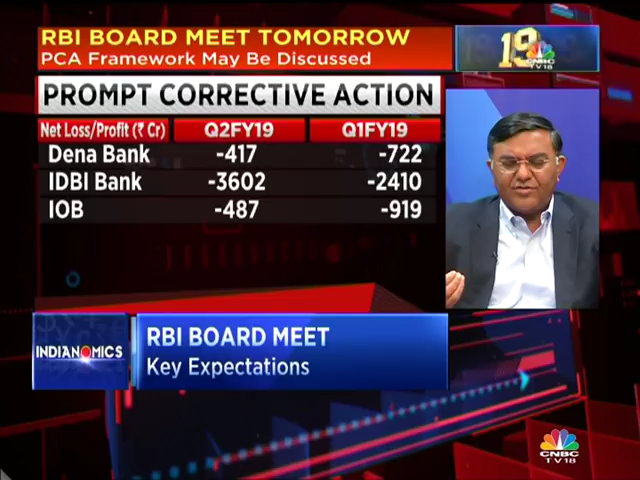 RBI BOARD MEET TOMORROW
PCA Framework May Be Discussed
19
CNBC
TV18
PROMPT CORRECTIVE ACTION
Net Loss/Profit (₹ Cr) Q2FY19 Q1FY19
Dena Bank -417 -722
IDBI Bank -3602 -2410
IOB -487 -919
INDIANOMICS
RBI BOARD MEET
Key Expectations
CNBC
TV18